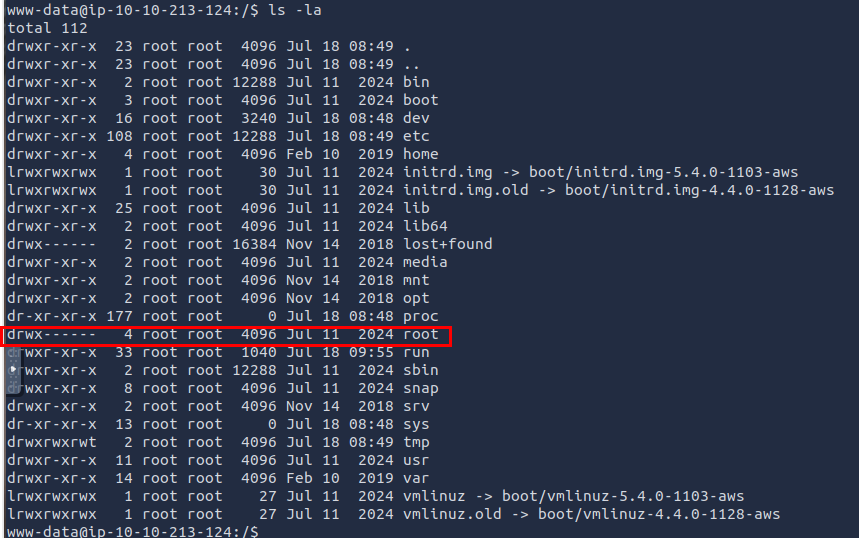 www-data@ip-10-10-213-124:/$ ls -la
total 112
drwxr-xr-x  23 root root  4096 Jul 18 08:49 .
drwxr-xr-x  23 root root  4096 Jul 18 08:49 ..
drwxr-xr-x   2 root root 12288 Jul 11  2024 bin
drwxr-xr-x   3 root root  4096 Jul 11  2024 boot
drwxr-xr-x  16 root root  3240 Jul 18 08:48 dev
drwxr-xr-x 108 root root 12288 Jul 18 08:49 etc
drwxr-xr-x   4 root root  4096 Feb 10  2019 home
lrwxrwxrwx   1 root root    30 Jul 11  2024 initrd.img -> boot/initrd.img-5.4.0-1103-aws
lrwxrwxrwx   1 root root    30 Jul 11  2024 initrd.img.old -> boot/initrd.img-4.4.0-1128-aws
drwxr-xr-x  25 root root  4096 Jul 11  2024 lib
drwxr-xr-x   2 root root  4096 Jul 11  2024 lib64
drwx------   2 root root 16384 Nov 14  2018 lost+found
drwxr-xr-x   2 root root  4096 Jul 11  2024 media
drwxr-xr-x   2 root root  4096 Nov 14  2018 mnt
drwxr-xr-x   2 root root  4096 Nov 14  2018 opt
dr-xr-xr-x 177 root root     0 Jul 18 08:48 proc
drwx------   4 root root  4096 Jul 11  2024 root
drwxr-xr-x  33 root root  1040 Jul 18 09:55 run
drwxr-xr-x   2 root root 12288 Jul 11  2024 sbin
drwxr-xr-x   8 root root  4096 Jul 11  2024 snap
drwxr-xr-x   2 root root  4096 Nov 14  2018 srv
dr-xr-xr-x  13 root root     0 Jul 18 08:48 sys
drwxrwxrwt   2 root root  4096 Jul 18 08:49 tmp
drwxr-xr-x  11 root root  4096 Jul 11  2024 usr
drwxr-xr-x  14 root root  4096 Feb 10  2019 var
lrwxrwxrwx   1 root root    27 Jul 11  2024 vmlinuz -> boot/vmlinuz-5.4.0-1103-aws
lrwxrwxrwx   1 root root    27 Jul 11  2024 vmlinuz.old -> boot/vmlinuz-4.4.0-1128-aws
www-data@ip-10-10-213-124:/$